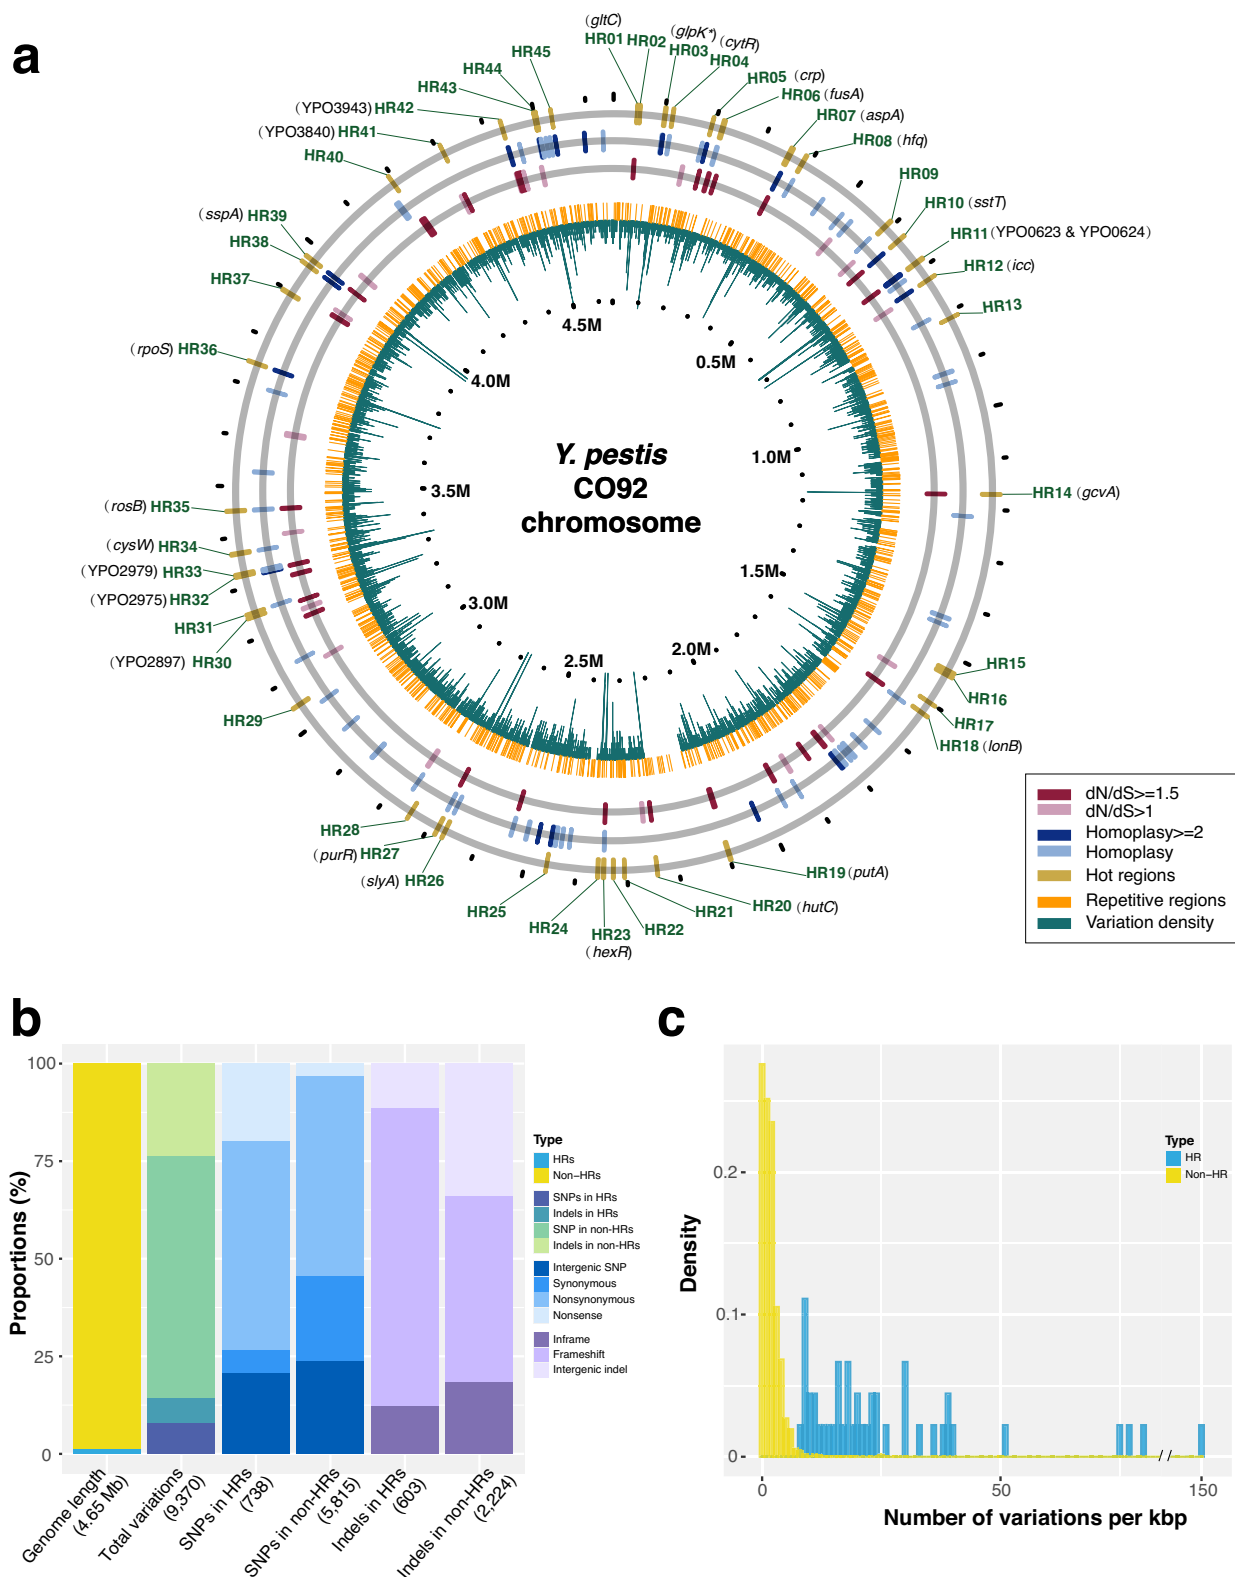 a
(gltC)
HR01
HR02
(glpK*)
HR03
(cytR)
HR04
HR05 (crp)
HR06 (fusA)
HR07 (aspA)
HR08 (hfq)
HR09
HR10 (sstT)
HR11 (YPO0623 & YPO0624)
HR12 (icc)
HR13
HR14 (gcvA)
HR15
HR16
HR17
HR18 (lonB)
HR19 (putA)
HR20 (hutC)
HR21
HR22
HR23
(hexR)
HR24
HR25
(slyA) HR26
(purR) HR27
HR28
HR29
(YPO2897) HR30
HR31
(YPO2975) HR32
(YPO2979) HR33
(cysW) HR34
(rosB) HR35
(rpoS) HR36
HR37
HR38
(sspA) HR39
HR40
(YPO3840) HR41
(YPO3943) HR42
HR43
HR44
HR45
4.5M
0.5M
4.0M
1.0M
3.5M
1.5M
3.0M
2.0M
2.5M
Y. pestis
CO92
chromosome
dN/dS>=1.5
dN/dS>1
Homoplasy>=2
Homoplasy
Hot regions
Repetitive regions
Variation density
b
Proportions (%)
100
75
50
25
0
Genome length
(4.65 Mb)
Total variations
(9,370)
SNPs in HRs
(738)
SNPs in non-HRs
(5,815)
Indels in HRs
(603)
Indels in non-HRs
(2,224)
Type
HRs
Non−HRs
SNPs in HRs
Indels in HRs
SNP in non-HRs
Indels in non-HRs
Intergenic SNP
Synonymous
Nonsynonymous
Nonsense
Inframe
Frameshift
Intergenic indel
c
Density
0.2
0.1
0
0
50
150
//
Number of variations per kbp
Type
HR
Non-HR